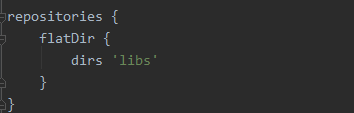 repositories {
    flatDir {
        dirs 'libs'
    }
}